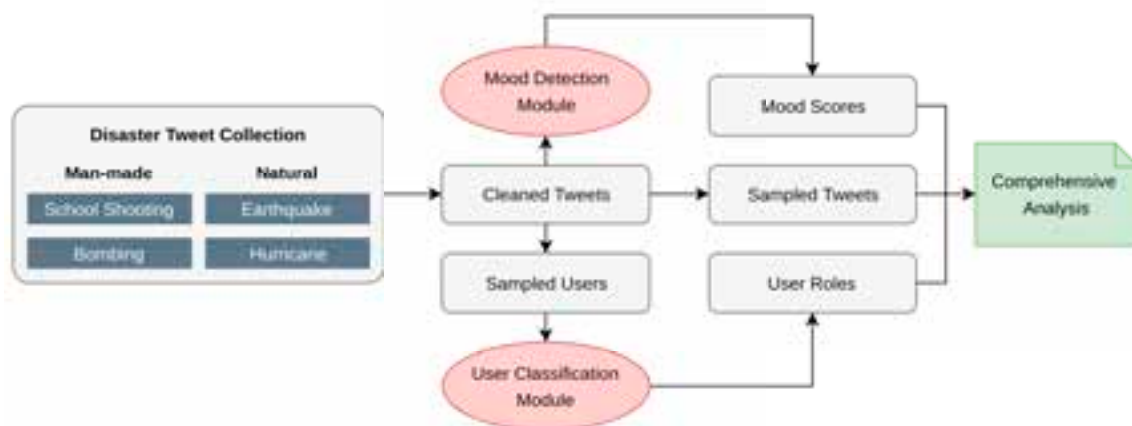 Disaster Tweet Collection
Man-made
Natural
School Shooting
Earthquake
Bombing
Hurricane
Mood Detection
Module
Cleaned Tweets
Sampled Users
User Classification
Module
Mood Scores
Sampled Tweets
User Roles
Comprehensive
Analysis